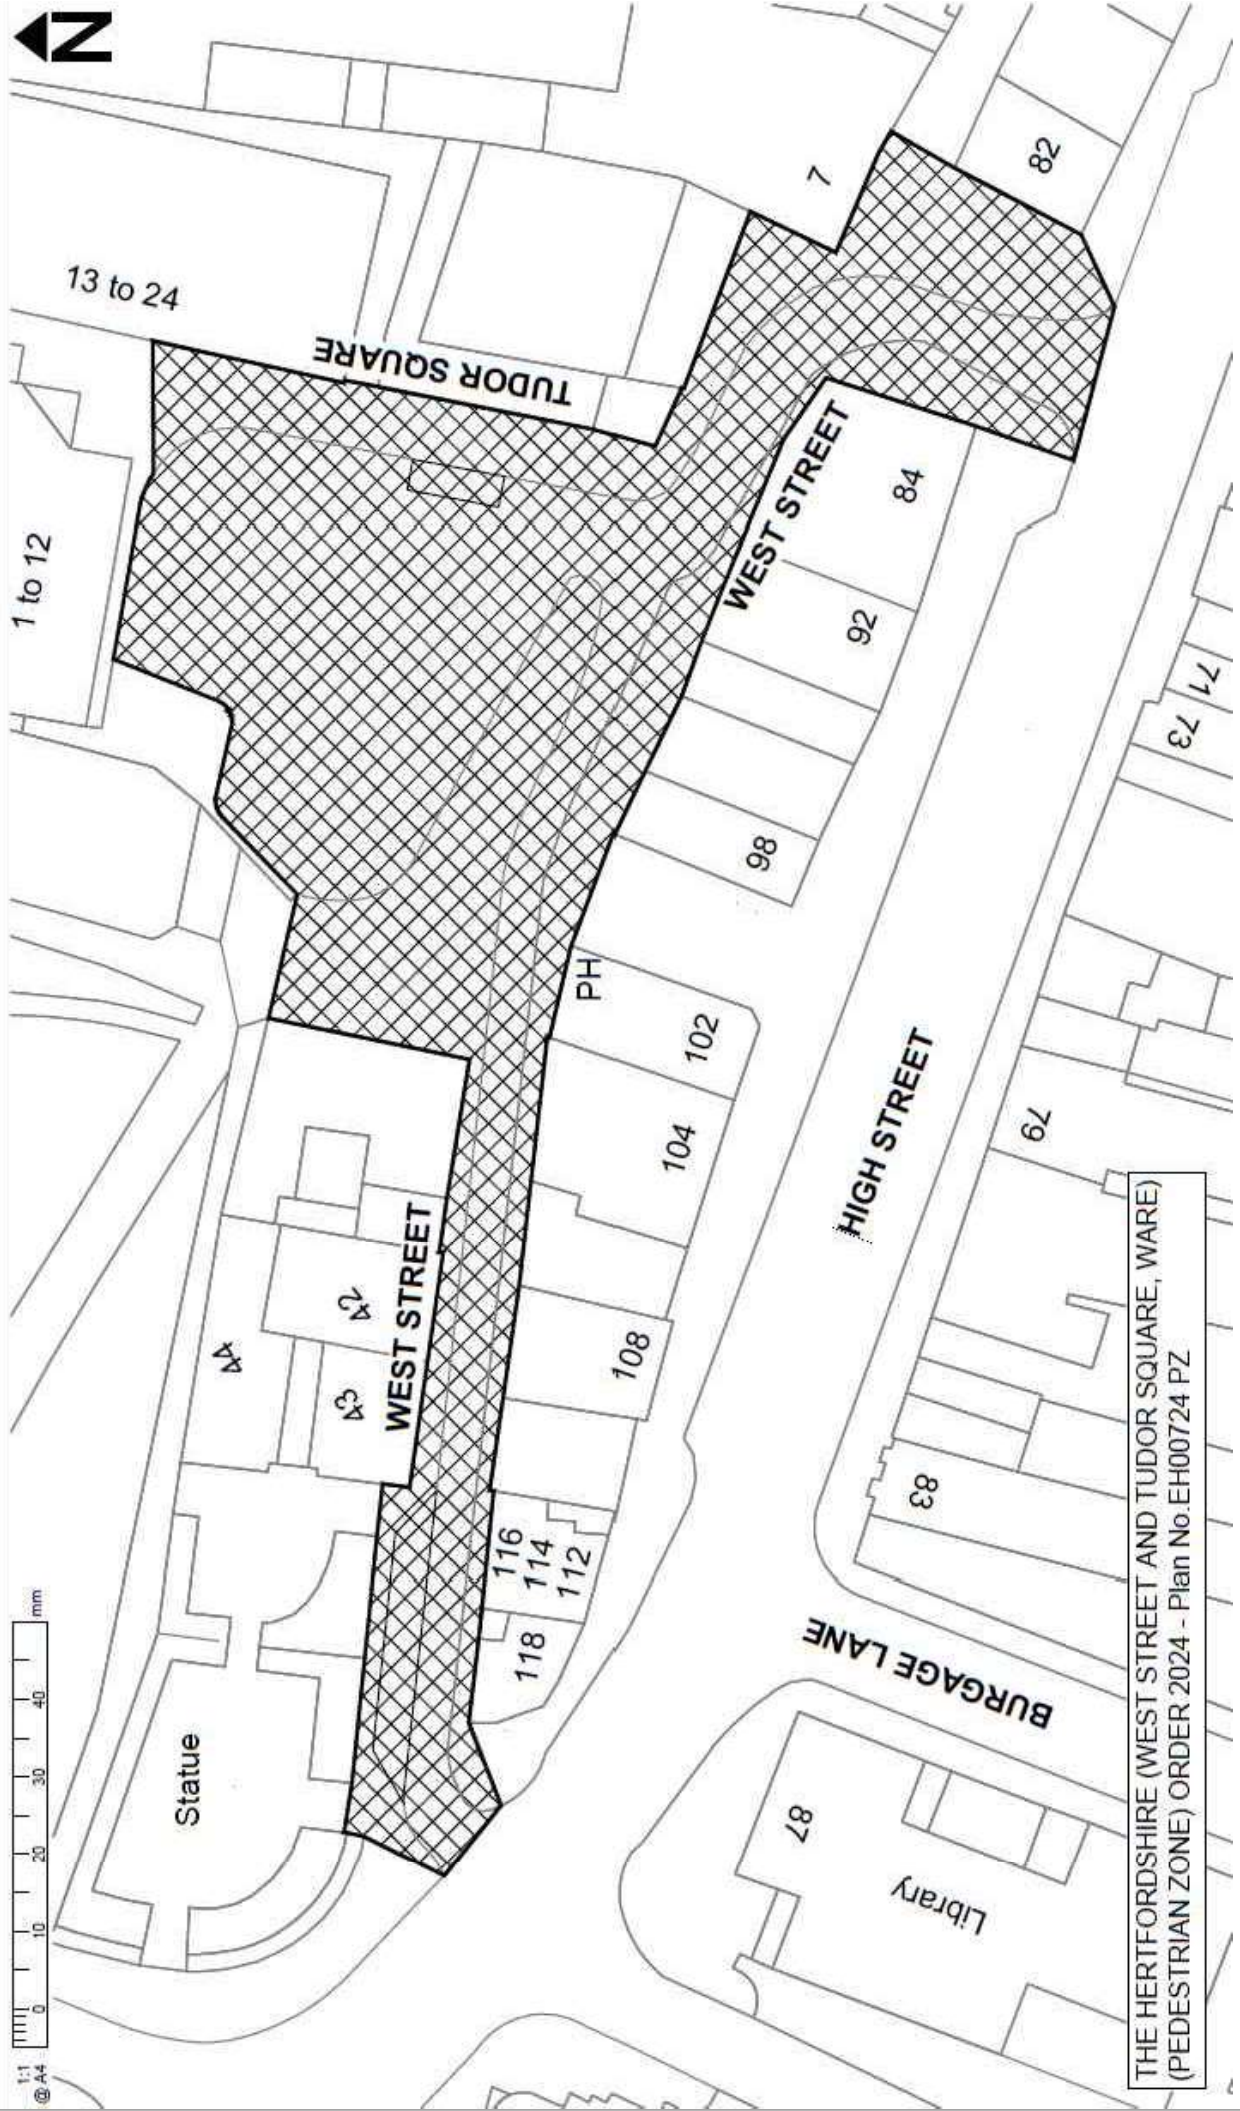 N
1:1
@ A4
0 10 20 30 40 mm
1 to 12
13 to 24
TUDOR SQUARE
7
82
WEST STREET
84
92
98
PH
102
104
108
WEST STREET
42
43
44
116
114
112
118
Statue
HIGH STREET
71
73
79
83
BURGAGE LANE
87
Library
THE HERTFORDSHIRE (WEST STREET AND TUDOR SQUARE, WARE)
(PEDESTRIAN ZONE) ORDER 2024 - Plan No.EH00724 PZ